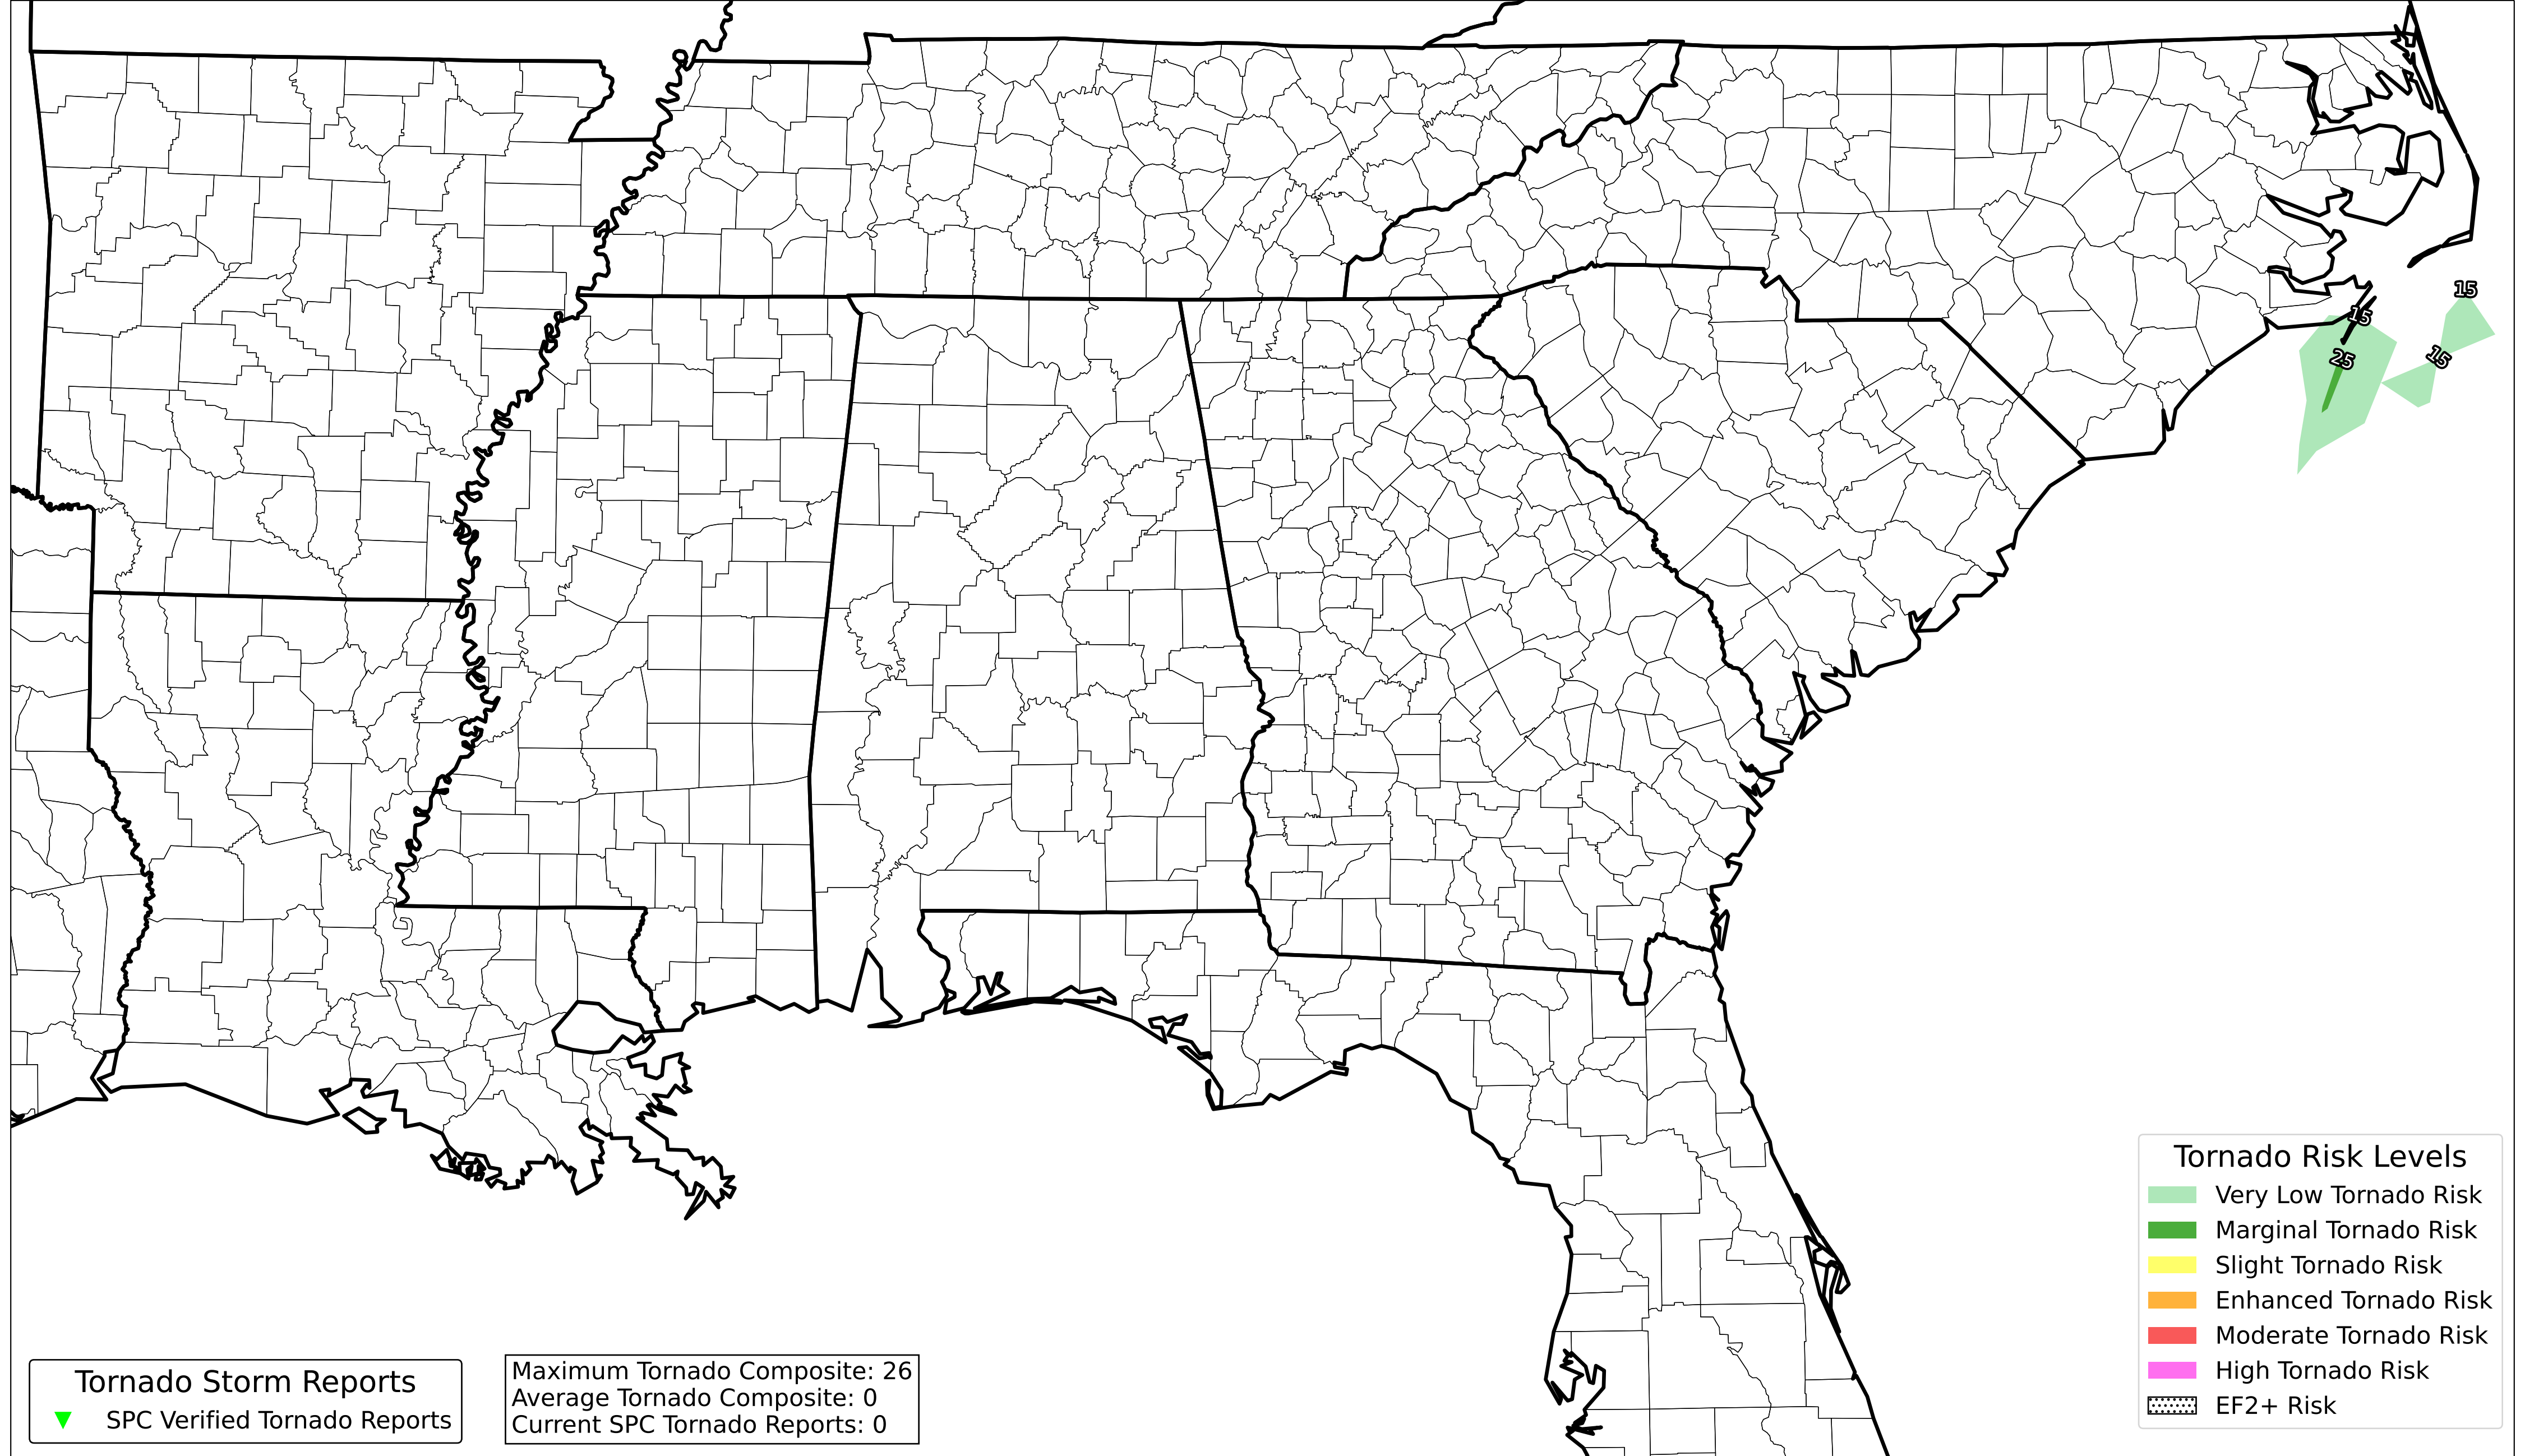 15
15
25
15
Tornado Risk Levels
Very Low Tornado Risk
Marginal Tornado Risk
Slight Tornado Risk
Enhanced Tornado Risk
Moderate Tornado Risk
High Tornado Risk
EF2+ Risk
Tornado Storm Reports
SPC Verified Tornado Reports
Maximum Tornado Composite: 26
Average Tornado Composite: 0
Current SPC Tornado Reports: 0